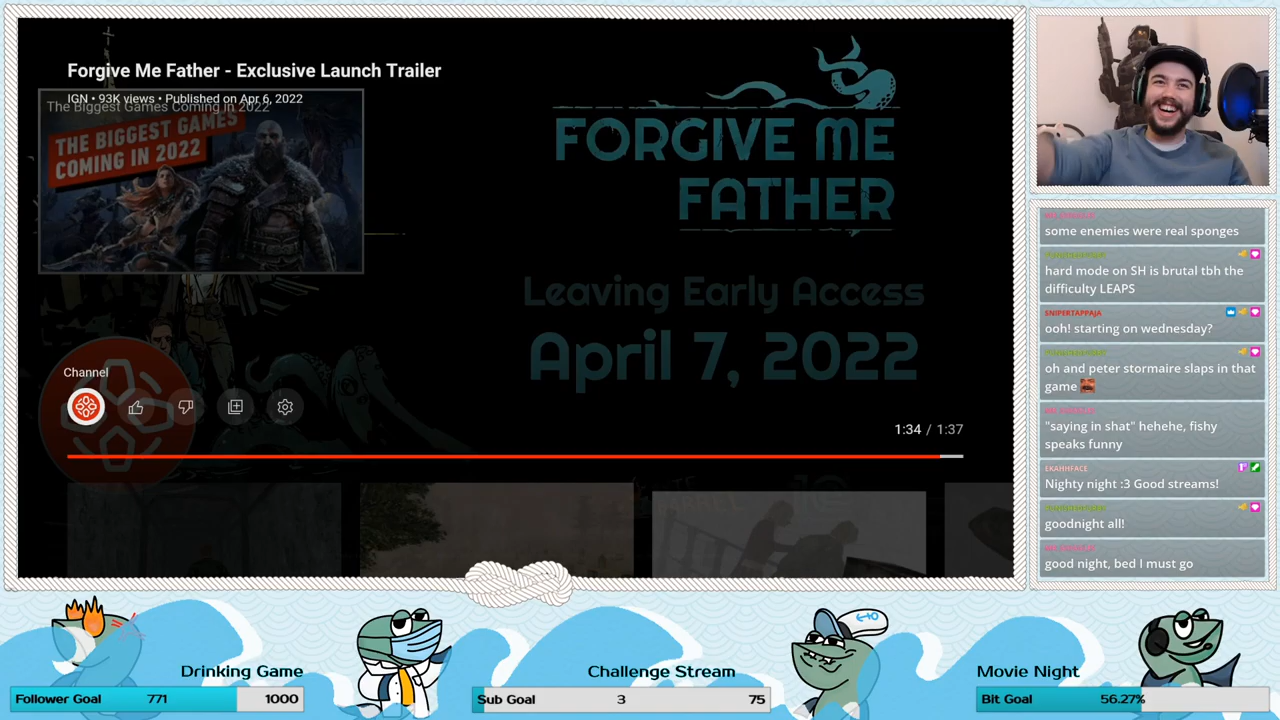 Forgive Me Father - Exclusive Launch Trailer
IGN • 93K views • Published on Apr 6, 2022
The Biggest Games Coming in 2022
THE BIGGEST GAMES
COMING IN 2022
FORGIVE ME
FATHER
Leaving Early Access
April 7, 2022
Channel
1:34 / 1:37
some enemies were real sponges
hard mode on SH is brutal tbh the
difficulty LEAPS
SNIPERTAPPAJA
ooh! starting on wednesday?
oh and peter stormaire slaps in that
game
"saying in shat" hehehe, fishy
speaks funny
EKAHHFACE
Nighty night :3 Good streams!
goodnight all!
good night, bed I must go
Drinking Game
Follower Goal 771 1000
Challenge Stream
Sub Goal 3 75
Movie Night
Bit Goal 56.27%